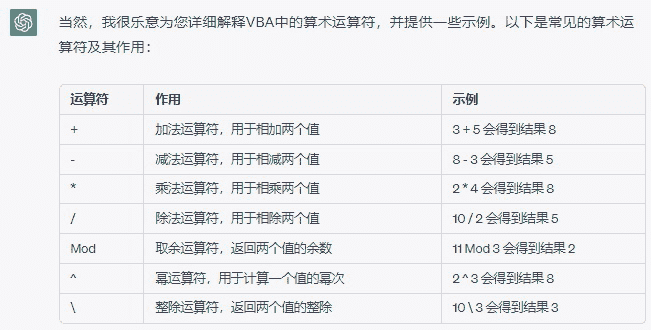 当然，我很乐意为您详细解释VBA中的算术运算符，并提供一些示例。以下是常见的算术运
算符及其作用：
运算符 作用 示例
+ 加法运算符，用于相加两个值 3 + 5 会得到结果 8
- 减法运算符，用于相减两个值 8 - 3 会得到结果 5
* 乘法运算符，用于相乘两个值 2 * 4 会得到结果 8
/ 除法运算符，用于相除两个值 10 / 2 会得到结果 5
Mod 取余运算符，返回两个值的余数 11 Mod 3 会得到结果 2
^ 幂运算符，用于计算一个值的幂次 2 ^ 3 会得到结果 8
\ 整除运算符，返回两个值的整除 10 \ 3 会得到结果 3